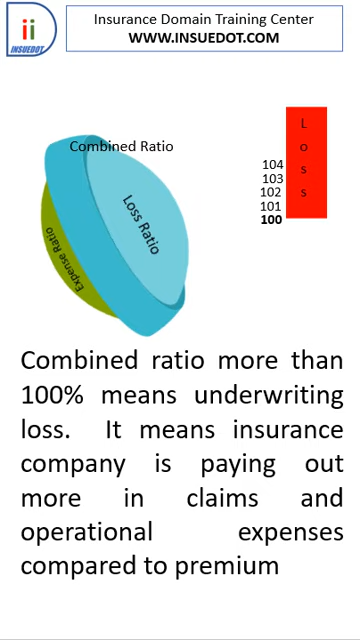 Insurance Domain Training Center
WWW.INSUEDOT.COM
ii
INSUEDOT
Combined Ratio
Loss Ratio
Expense Ratio
L
o
s
s
104
103
102
101
100
Combined ratio more than
100% means underwriting
loss. It means insurance
company is paying out
more in claims and
operational expenses
compared to premium